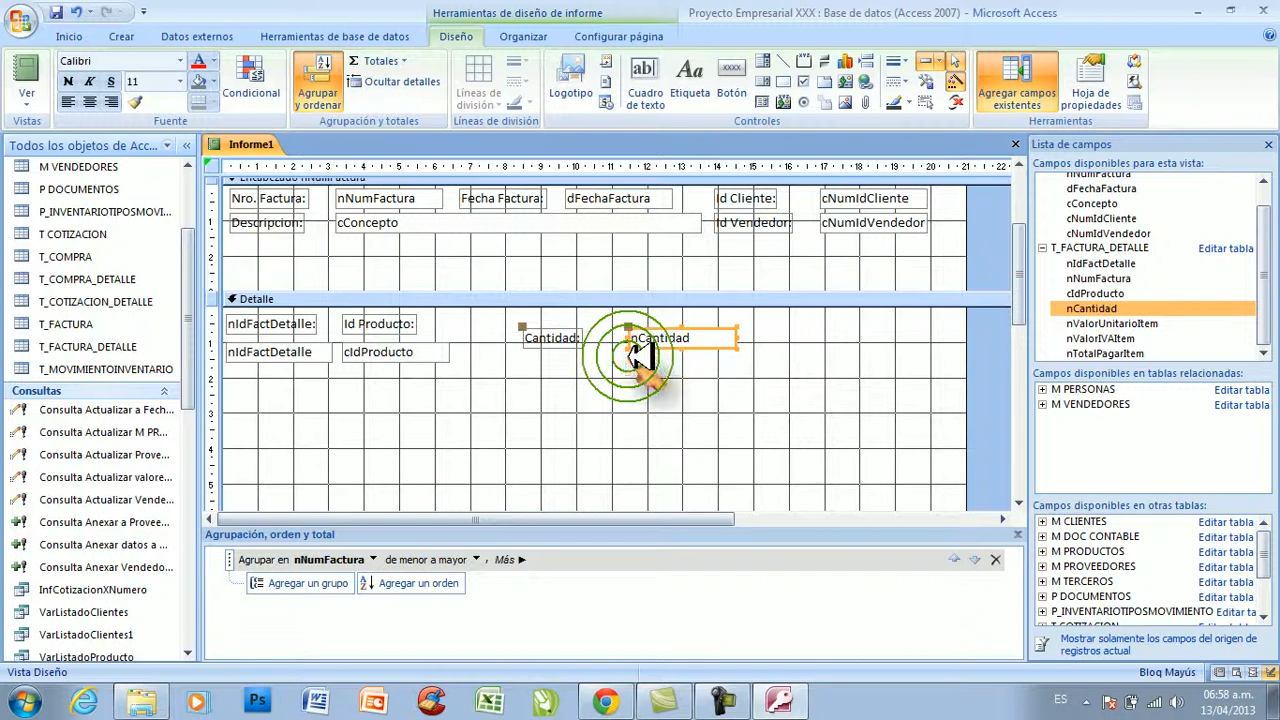 Herramientas de diseño de informe
Proyecto Empresarial XXX : Base de datos (Access 2007) - Microsoft Access
Inicio
Crear
Datos externos
Herramientas de base de datos
Diseño
Organizar
Configurar página
Ver
Vistas
Calibri
11
N K S
Fuente
Condicional
Agrupar y ordenar
Σ Totales
Ocultar detalles
Agrupación y totales
Líneas de división
Líneas de división
Logotipo
Cuadro de texto
Etiqueta
Botón
Controles
Agregar campos existentes
Hoja de propiedades
Herramientas
Todos los objetos de Acc...
M VENDEDORES
P DOCUMENTOS
P_INVENTARIOTIPOSMOVI...
T COTIZACION
T_COMPRA
T_COMPRA_DETALLE
T_COTIZACION_DETALLE
T_FACTURA
T_FACTURA_DETALLE
T_MOVIMIENTOINVENTARIO
Consultas
Consulta Actualizar a Fech...
Consulta Actualizar M PR...
Consulta Actualizar Prove...
Consulta Actualizar valore...
Consulta Actualizar Vende...
Consulta Anexar a Provee...
Consulta Anexar datos a ...
Consulta Anexar Vendedo...
InfCotizacionXNumero
VarListadoClientes
VarListadoClientes1
VarListadoProducto
Informe1
Encabezado nNumFactura
Nro. Factura: nNumFactura Fecha Factura: dFechaFactura Id Cliente: cNumIdCliente
Descripcion: cConcepto Id Vendedor: cNumIdVendedor
Detalle
nIdFactDetalle: Id Producto:
Cantidad: nCantidad
nIdFactDetalle cIdProducto
Agrupación, orden y total
Agrupar en nNumFactura de menor a mayor , Más
Agregar un grupo
Agregar un orden
Lista de campos
Campos disponibles para esta vista:
nNumFactura
dFechaFactura
cConcepto
cNumIdCliente
cNumIdVendedor
T_FACTURA_DETALLE Editar tabla
nIdFactDetalle
nNumFactura
cIdProducto
nCantidad
nValorUnitarioItem
nValorIVAItem
nTotalPagarItem
Campos disponibles en tablas relacionadas:
M PERSONAS Editar tabla
M VENDEDORES Editar tabla
Campos disponibles en otras tablas:
M CLIENTES Editar tabla
M DOC CONTABLE Editar tabla
M PRODUCTOS Editar tabla
M PROVEEDORES Editar tabla
M TERCEROS Editar tabla
P DOCUMENTOS Editar tabla
P_INVENTARIOTIPOSMOVIMIENTO Editar ta
T COTIZACION Editar tabla
Mostrar solamente los campos del origen de registros actual
Vista Diseño
Bloq Mayús
ES
06:58 a.m.
13/04/2013